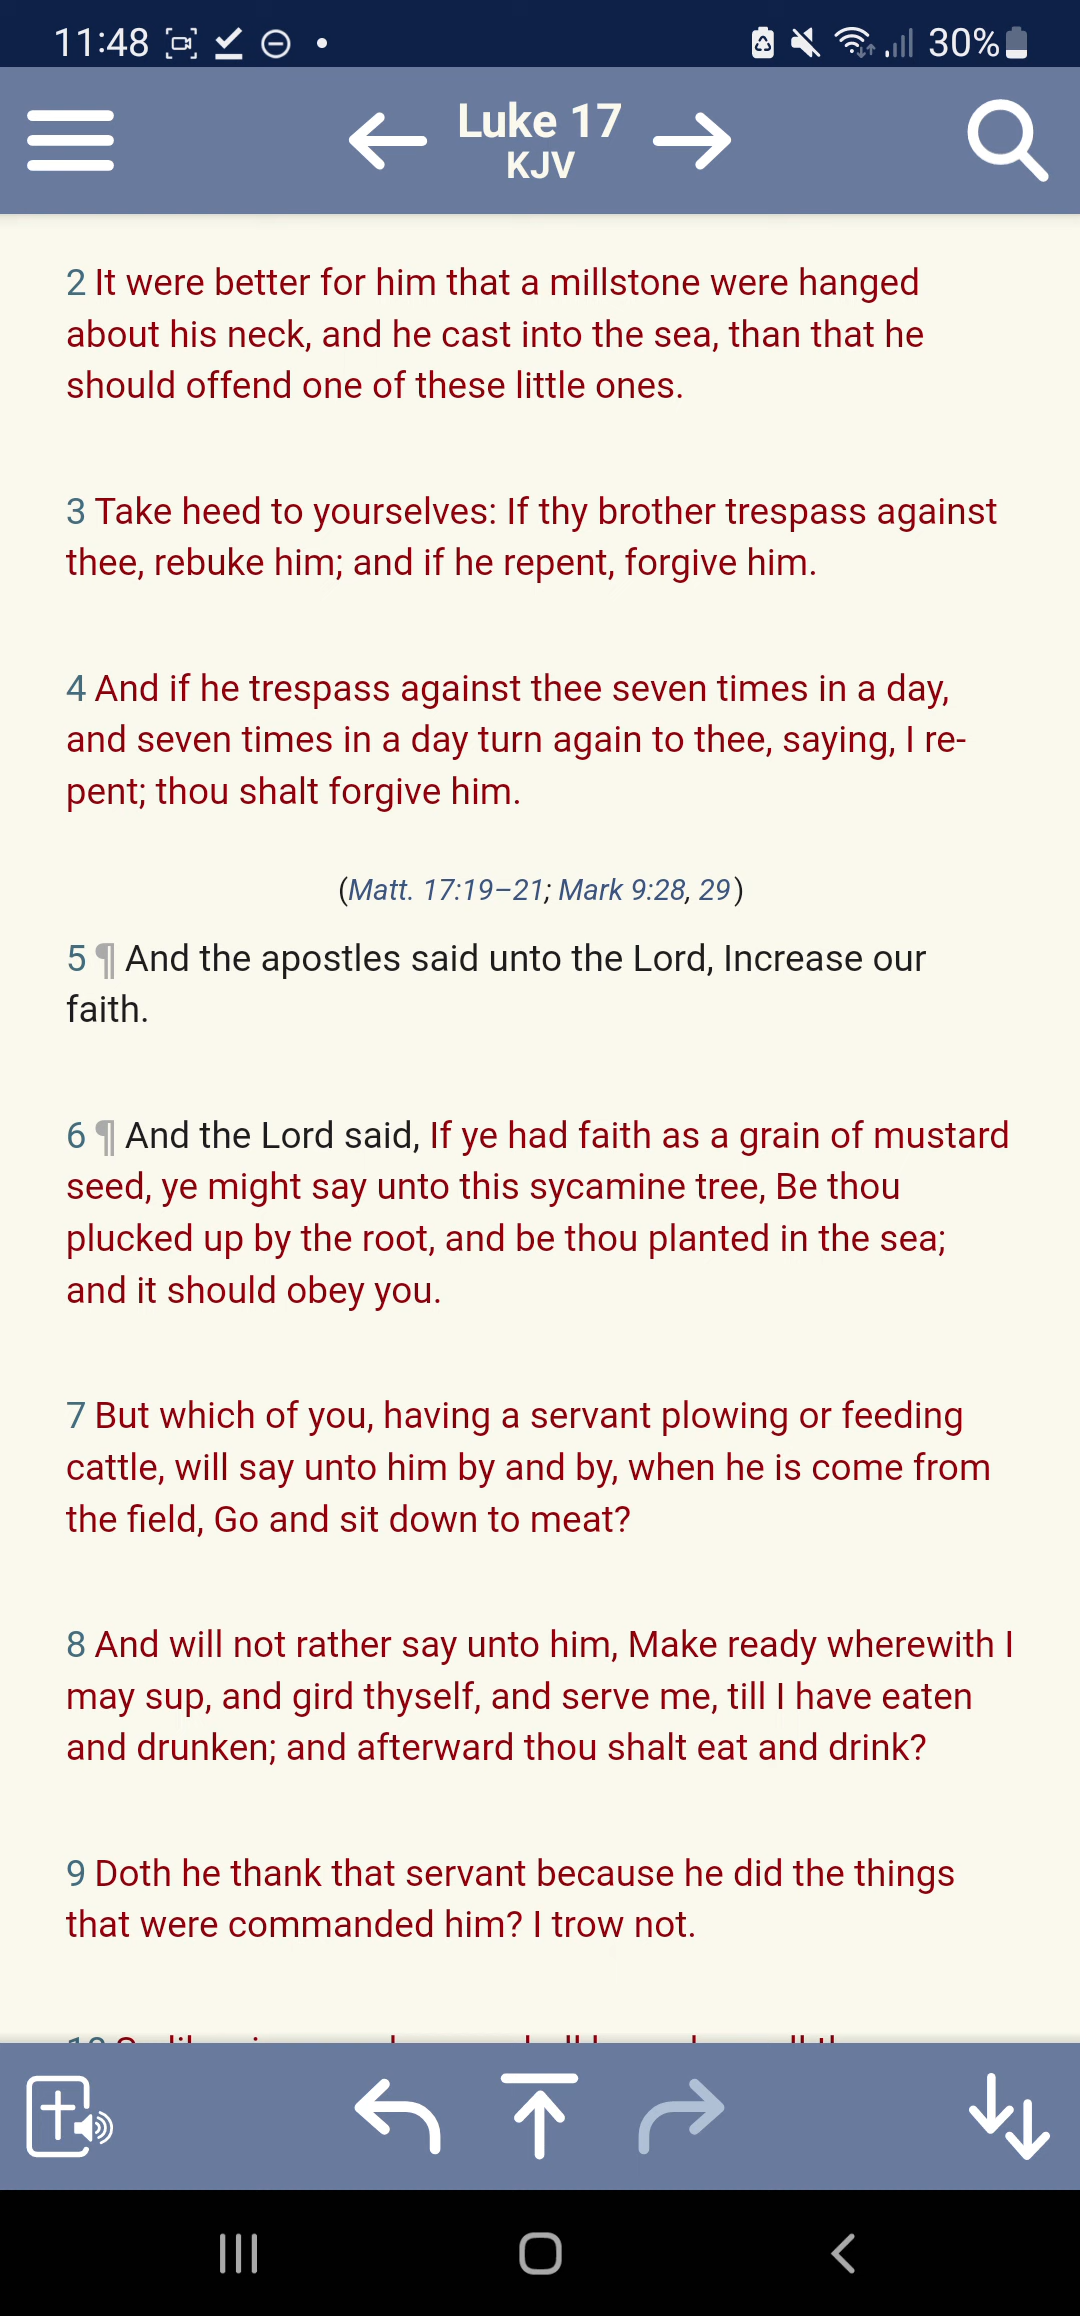 11:48
30%
Luke 17
KJV
2 It were better for him that a millstone were hanged
about his neck, and he cast into the sea, than that he
should offend one of these little ones.
3 Take heed to yourselves: If thy brother trespass against
thee, rebuke him; and if he repent, forgive him.
4 And if he trespass against thee seven times in a day,
and seven times in a day turn again to thee, saying, I re-
pent; thou shalt forgive him.
(Matt. 17:19–21; Mark 9:28, 29)
5 ¶ And the apostles said unto the Lord, Increase our
faith.
6 ¶ And the Lord said, If ye had faith as a grain of mustard
seed, ye might say unto this sycamine tree, Be thou
plucked up by the root, and be thou planted in the sea;
and it should obey you.
7 But which of you, having a servant plowing or feeding
cattle, will say unto him by and by, when he is come from
the field, Go and sit down to meat?
8 And will not rather say unto him, Make ready wherewith I
may sup, and gird thyself, and serve me, till I have eaten
and drunken; and afterward thou shalt eat and drink?
9 Doth he thank that servant because he did the things
that were commanded him? I trow not.